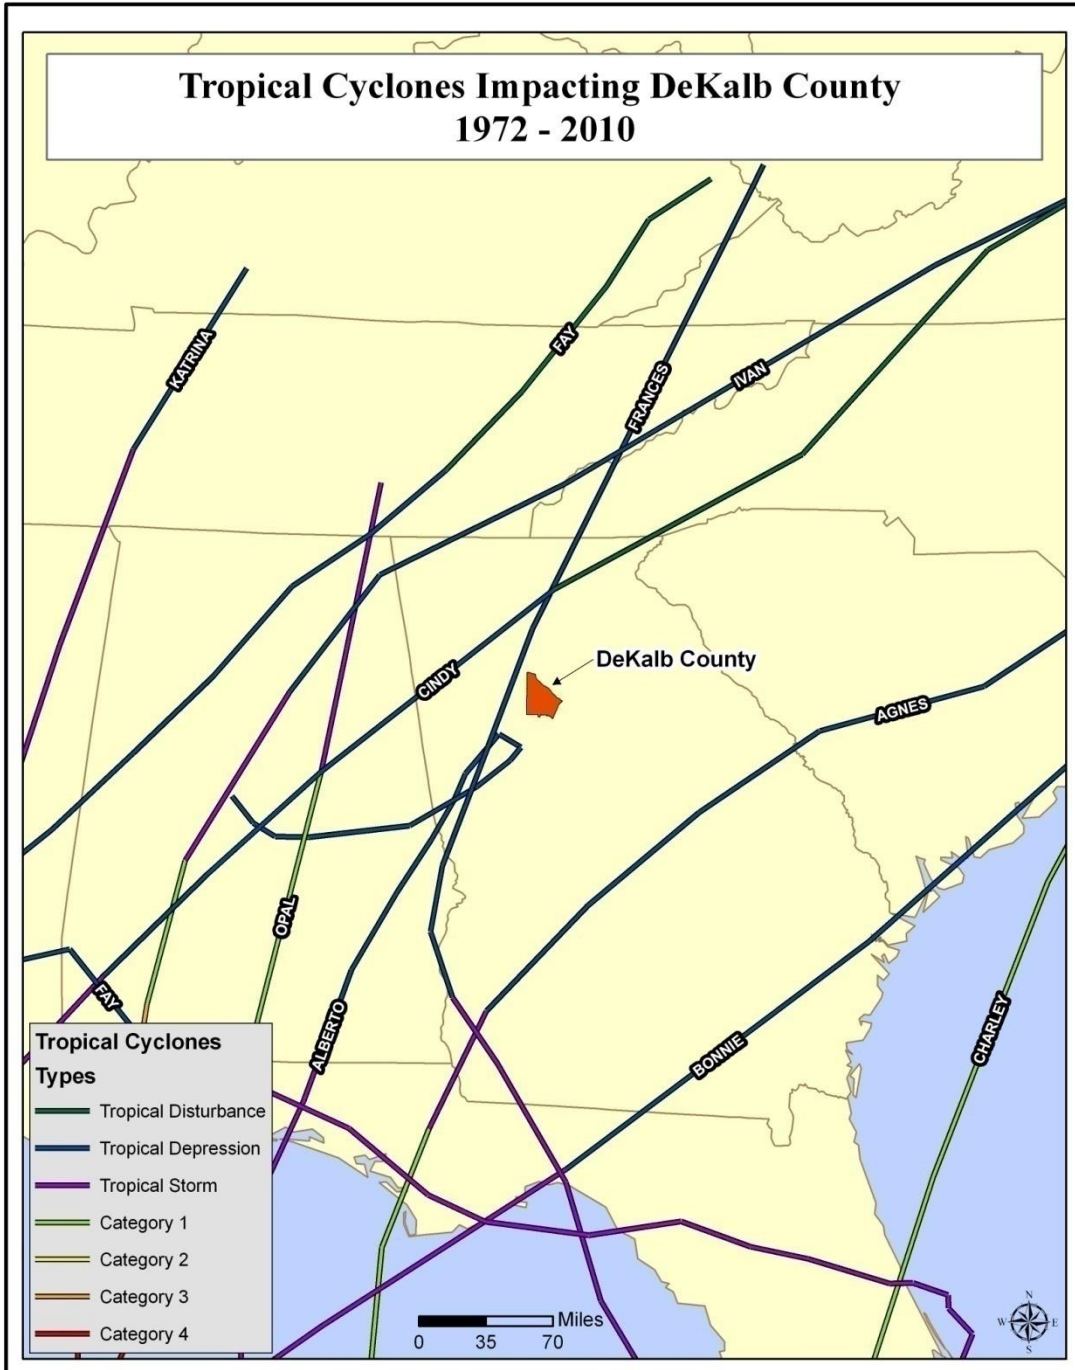 Tropical Cyclones Impacting DeKalb County
1972 - 2010
KATRINA
FAY
FRANCES
IVAN
DeKalb County
CINDY
AGNES
OPAL
FAY
ALBERTO
BONNIE
CHARLEY
Tropical Cyclones
Types
Tropical Disturbance
Tropical Depression
Tropical Storm
Category 1
Category 2
Category 3
Category 4
Miles
0 35 70
N
W E
S